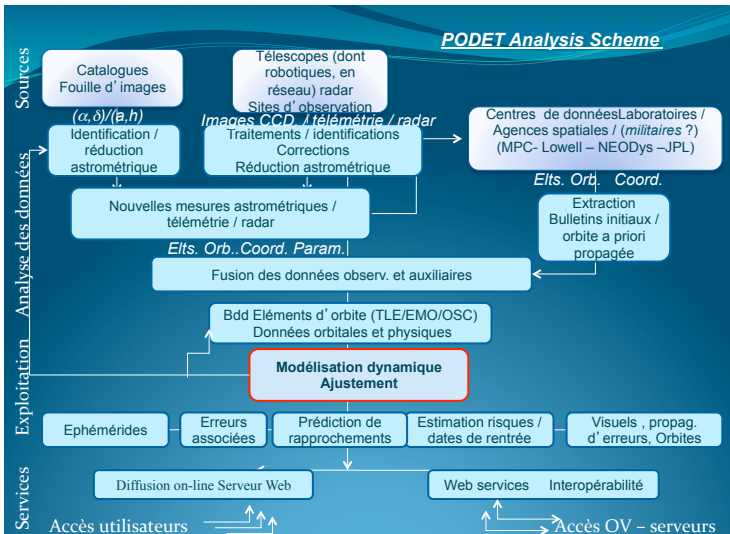 PODET Analysis Scheme
Sources
Catalogues
Fouille d'images
Télescopes (dont
robotiques, en
réseau) radar
Sites d'observation
(α,δ)/(a,h)
Images CCD / télémétrie / radar
Centres de donnéesLaboratoires /
Agences spatiales / (militaires ?)
(MPC- Lowell – NEODys –JPL)
Analyse des données
Identification /
réduction
astrométrique
Traitements / identifications
Corrections
Réduction astrométrique
Elts. Orb. Coord.
Nouvelles mesures astrométriques /
télémétrie / radar
Extraction
Bulletins initiaux /
orbite a priori
propagée
Elts. Orb..Coord. Param.
Fusion des données observ. et auxiliaires
Bdd Eléments d'orbite (TLE/EMO/OSC)
Données orbitales et physiques
Exploitation
Modélisation dynamique
Ajustement
Ephémérides
Erreurs
associées
Prédiction de
rapprochements
Estimation risques /
dates de rentrée
Visuels , propag.
d'erreurs, Orbites
Services
Diffusion on-line Serveur Web
Web services Interopérabilité
Accès utilisateurs
Accès OV – serveurs